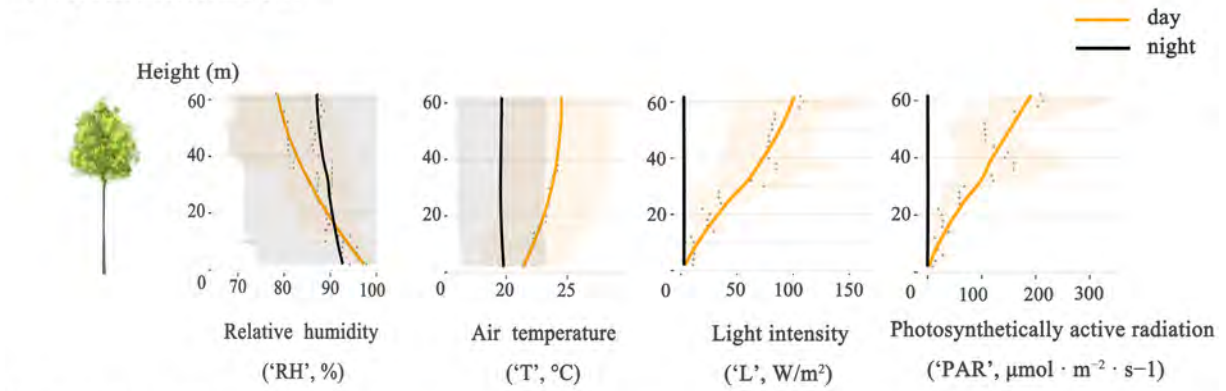 day
night
Height (m)
60 -
40 -
20 -
0
70 80 90 100
Relative humidity
('RH', %)
60 -
40 -
20 -
0 20 25
Air temperature
('T', °C)
60 -
40 -
20 -
0 50 100 150
Light intensity
('L', W/m²)
60 -
40 -
20 -
0 100 200 300
Photosynthetically active radiation
('PAR', μmol · m⁻² · s−1)